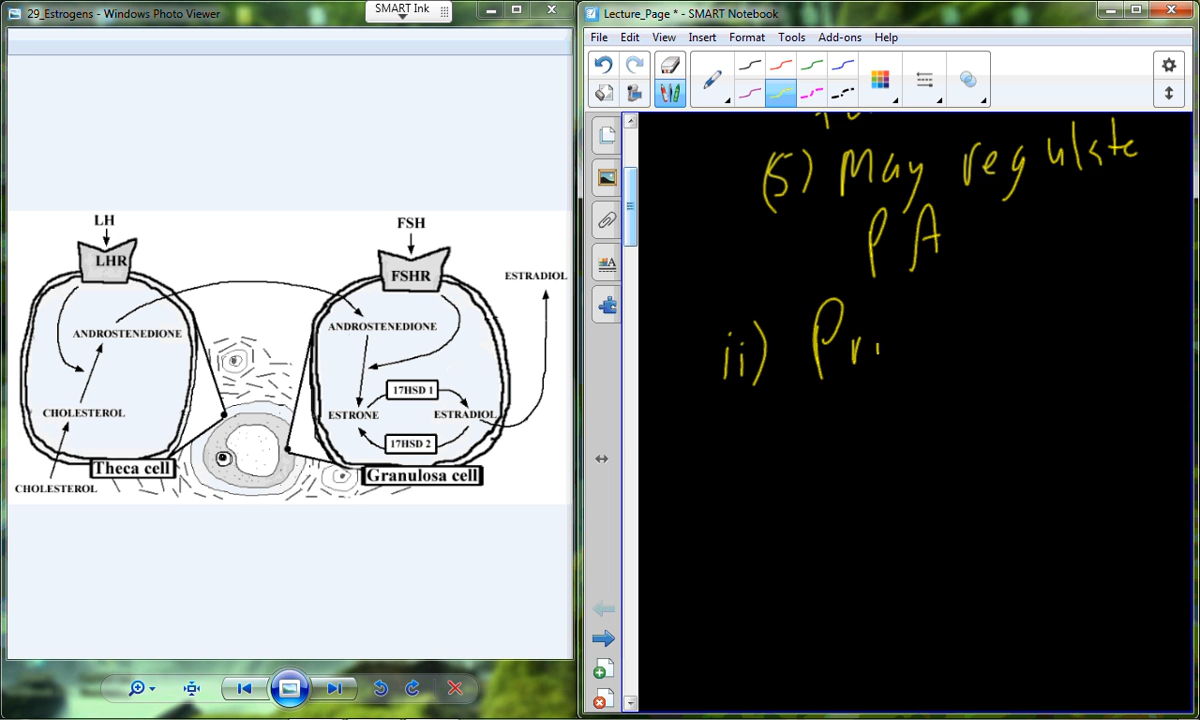 29_Estrogens - Windows Photo Viewer
SMART Ink
LH
LHR
ANDROSTENEDIONE
CHOLESTEROL
Theca cell
CHOLESTEROL
FSH
FSHR
ESTRADIOL
ANDROSTENEDIONE
17HSD 1
ESTRONE
ESTRADIOL
17HSD 2
Granulosa cell
Lecture_Page * - SMART Notebook
File Edit View Insert Format Tools Add-ons Help
(5) May regulate
PA
ii)